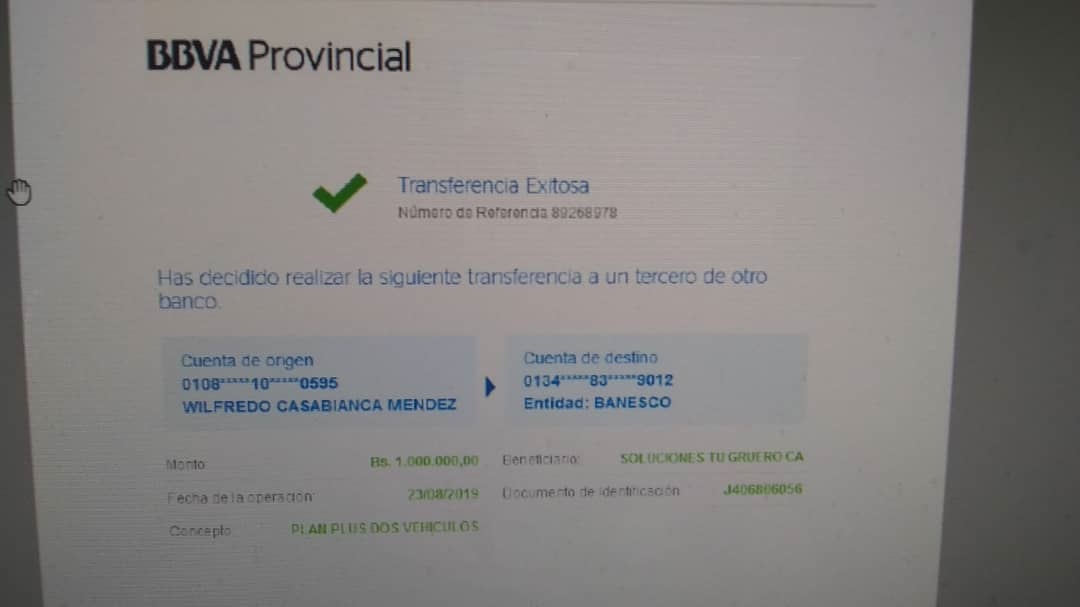 BBVA Provincial
Transferencia Exitosa
Número de Referencia 89268978
Has decidido realizar la siguiente transferencia a un tercero de otro
banco.
Cuenta de origen
0108*****10*****0595
WILFREDO CASABIANCA MENDEZ
Cuenta de destino
0134*****83*****9012
Entidad: BANESCO
Monto: Bs. 1.000.000,00 Beneficiario: SOLUCIONES TU GRUERO CA
Fecha de la operación: 23/08/2019 Documento de Identificación J406866056
Concepto: PLAN PLUS DOS VEHICULOS